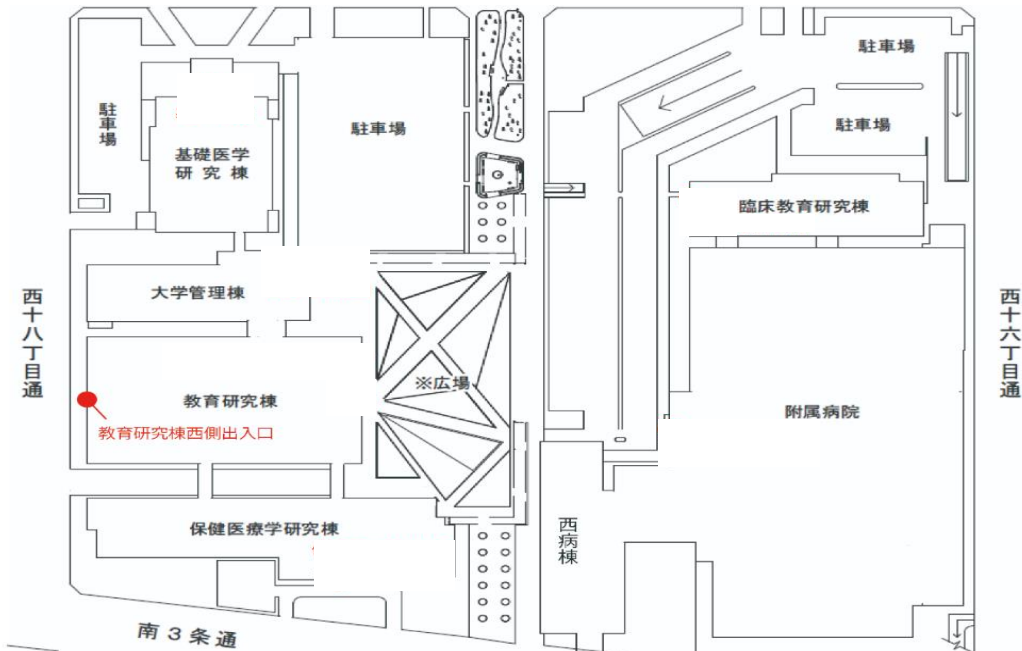 駐車場
駐車場
駐車場
駐車場
基礎医学
研究棟
臨床教育研究棟
大学管理棟
西十八丁目通
西十六丁目通
※広場
教育研究棟
附属病院
教育研究棟西側出入口
保健医療学研究棟
西病棟
南3条通